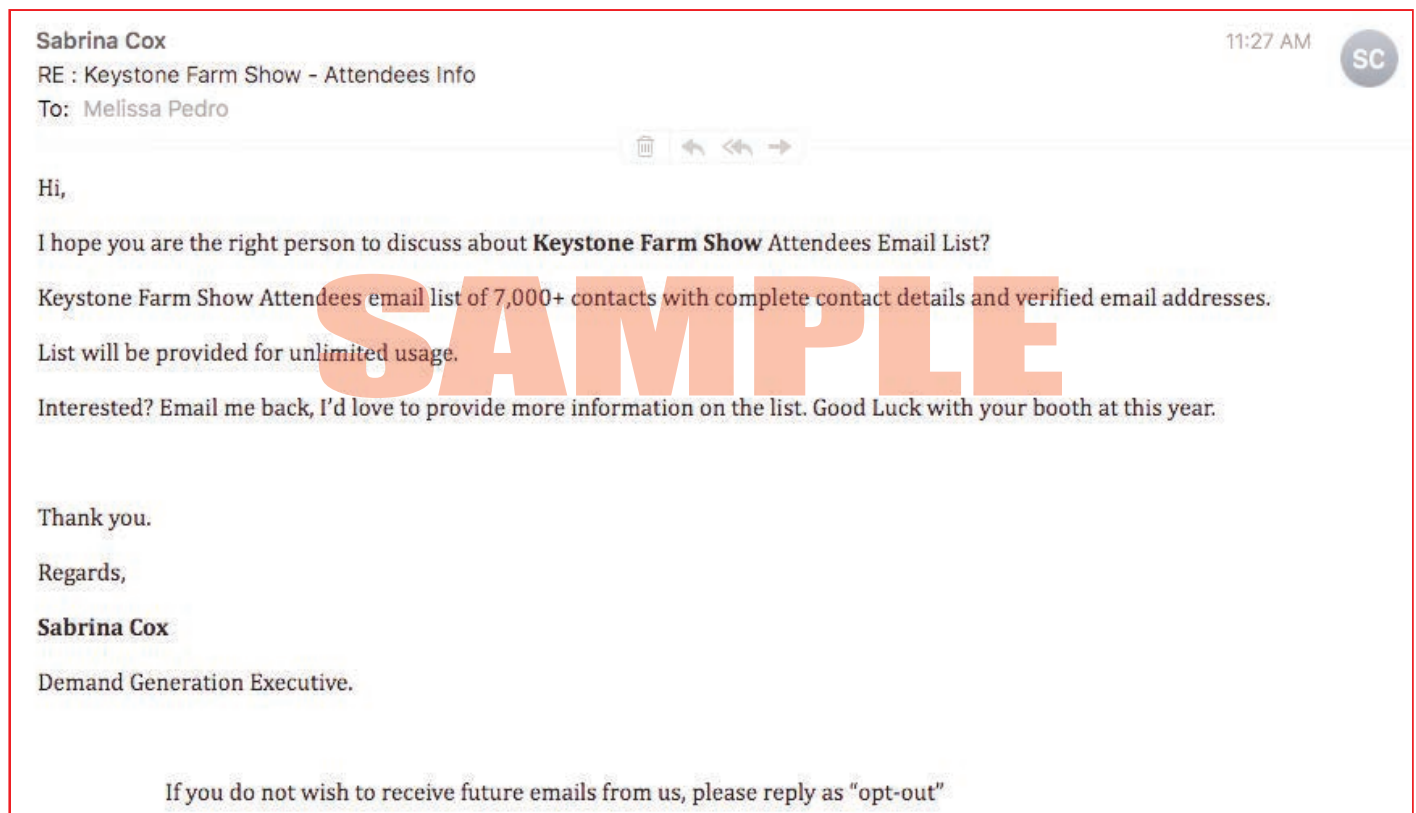 Sabrina Cox
11:27 AM
SC
RE : Keystone Farm Show - Attendees Info
To: Melissa Pedro
Hi,
I hope you are the right person to discuss about Keystone Farm Show Attendees Email List?
Keystone Farm Show Attendees email list of 7,000+ contacts with complete contact details and verified email addresses.
SAMPLE
List will be provided for unlimited usage.
Interested? Email me back, I’d love to provide more information on the list. Good Luck with your booth at this year.
Thank you.
Regards,
Sabrina Cox
Demand Generation Executive.
If you do not wish to receive future emails from us, please reply as “opt-out”